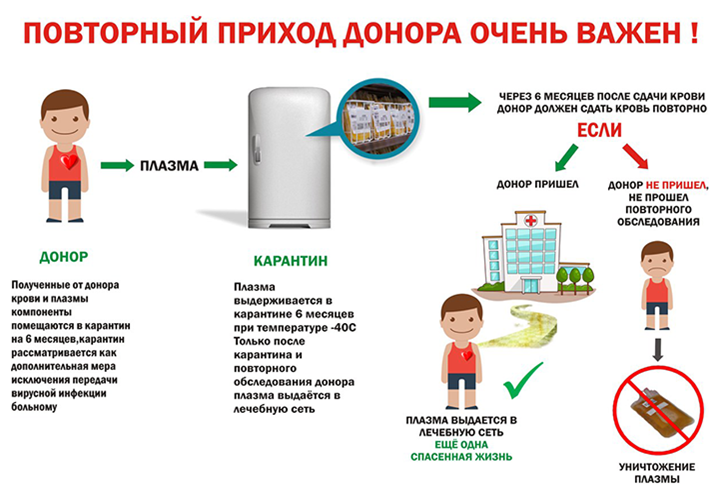 ПОВТОРНЫЙ ПРИХОД ДОНОРА ОЧЕНЬ ВАЖЕН !
ПЛАЗМА
ЧЕРЕЗ 6 МЕСЯЦЕВ ПОСЛЕ СДАЧИ КРОВИ
ДОНОР ДОЛЖЕН СДАТЬ КРОВЬ ПОВТОРНО
ЕСЛИ
ДОНОР ПРИШЕЛ
ДОНОР НЕ ПРИШЕЛ,
НЕ ПРОШЕЛ
ПОВТОРНОГО
ОБСЛЕДОВАНИЯ
ДОНОР
Полученные от донора
крови и плазмы
компоненты
помещаются в карантин
на 6 месяцев,карантин
рассматривается как
дополнительная мера
исключения передачи
вирусной инфекции
больному
КАРАНТИН
Плазма
выдерживается в
карантине 6 месяцев
при температуре -40С
Только после
карантина и
повторного
обследования донора
плазма выдаётся в
лечебную сеть
ПЛАЗМА ВЫДАЕТСЯ В
ЛЕЧЕБНУЮ СЕТЬ
ЕЩЁ ОДНА
СПАСЕННАЯ ЖИЗНЬ
УНИЧТОЖЕНИЕ
ПЛАЗМЫ